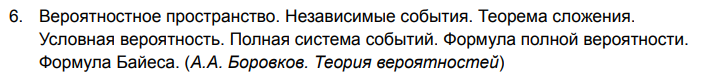 6. Вероятностное пространство. Независимые события. Теорема сложения.
Условная вероятность. Полная система событий. Формула полной вероятности.
Формула Байеса. (А.А. Боровков. Теория вероятностей)